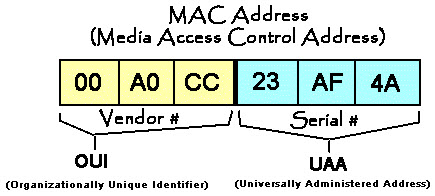 MAC Address
(Media Access Control Address)
00 A0 CC 23 AF 4A
Vendor # Serial #
OUI UAA
(Organizationally Unique Identifier) (Universally Administered Address)